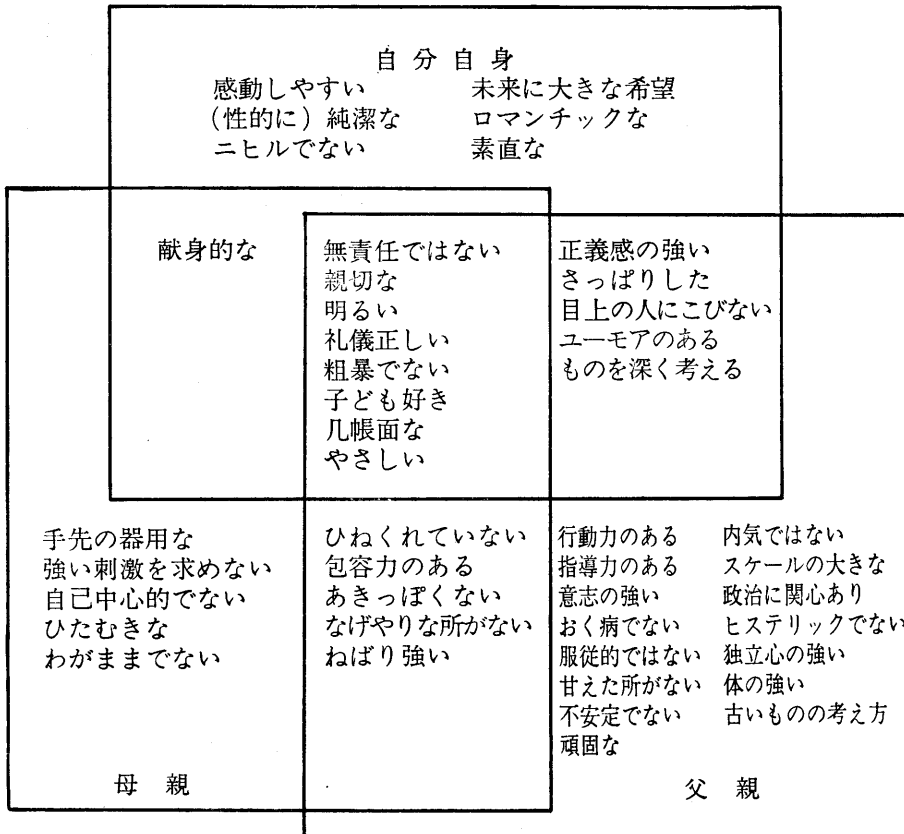 自分自身
感動しやすい
(性的に) 純潔な
ニヒルでない
未来に大きな希望
ロマンチックな
素直な
献身的な
無責任ではない
親切な
明るい
礼儀正しい
粗暴でない
子ども好き
几帳面な
やさしい
正義感の強い
さっぱりした
目上の人にこびない
ユーモアのある
ものを深く考える
手先の器用な
強い刺激を求めない
自己中心的でない
ひたむきな
わがままでない
母親
ひねくれていない
包容力のある
あきっぽくない
なげやりな所がない
ねばり強い
行動力のある
指導力のある
意志の強い
おく病でない
服従的ではない
甘えた所がない
不安定でない
頑固な
内気ではない
スケールの大きな
政治に関心あり
ヒステリックでない
独立心の強い
体の強い
古いものの考え方
父親